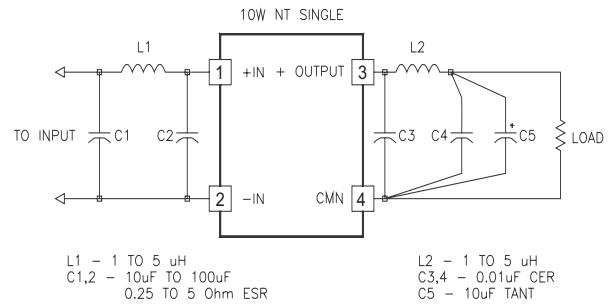 10W NT SINGLE
L1
L2
1
+IN
+ OUTPUT
3
TO INPUT
C1
C2
C3
C4
+
C5
LOAD
2
-IN
CMN
4
L1 - 1 TO 5 uH
C1,2 - 10uF TO 100uF
0.25 TO 5 Ohm ESR
L2 - 1 TO 5 uH
C3,4 - 0.01uF CER
C5 - 10uF TANT